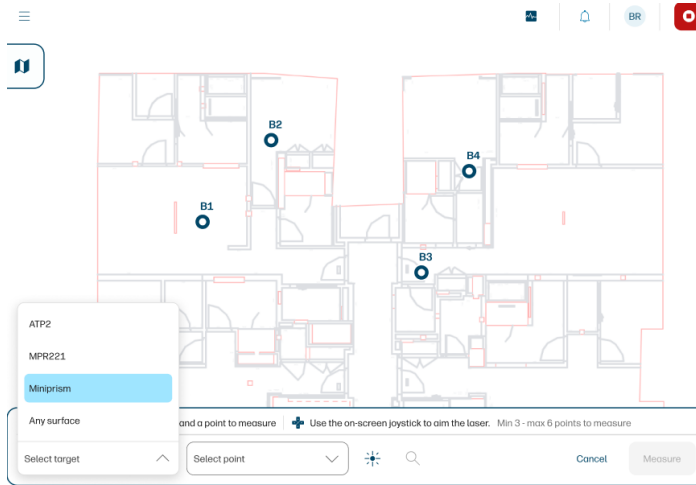 BR
B2
B4
B1
B3
ATP2
MPR221
Miniprism
Any surface
and a point to measure
Use the on-screen joystick to aim the laser. Min 3 - max 6 points to measure
Select target
Select point
Cancel
Measure